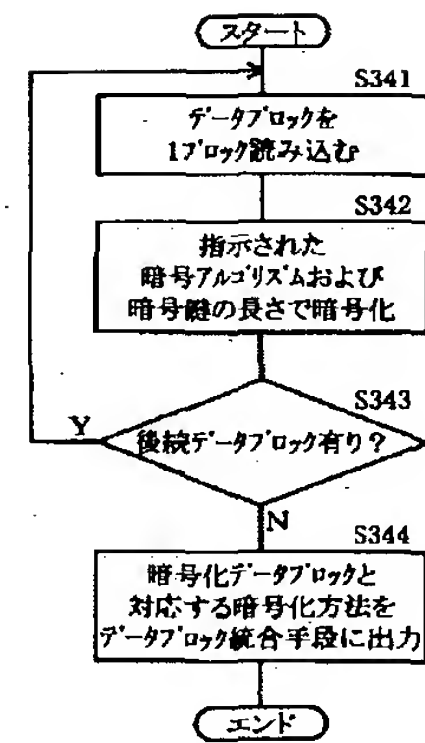 スタート
S341
データブロックを
1ブロック読み込む
S342
指示された
暗号アルゴリズムおよび
暗号鍵の長さで暗号化
S343
Y
後続データブロック有り？
N
S344
暗号化データブロックと
対応する暗号化方法を
データブロック統合手段に出力
エンド